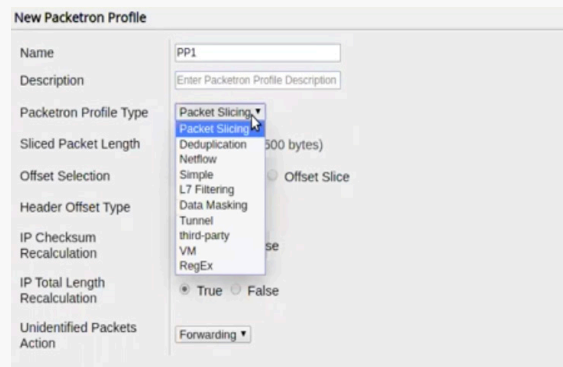 New Packetron Profile
Name PP1
Description Enter Packetron Profile Description
Packetron Profile Type Packet Slicing
Packet Slicing
Sliced Packet Length 500 bytes)
Deduplication
Netflow
Offset Selection Offset Slice
Simple
L7 Filtering
Header Offset Type
Data Masking
Tunnel
third-party
IP Checksum
Recalculation se
VM
RegEx
IP Total Length
Recalculation True False
Unidentified Packets
Action Forwarding